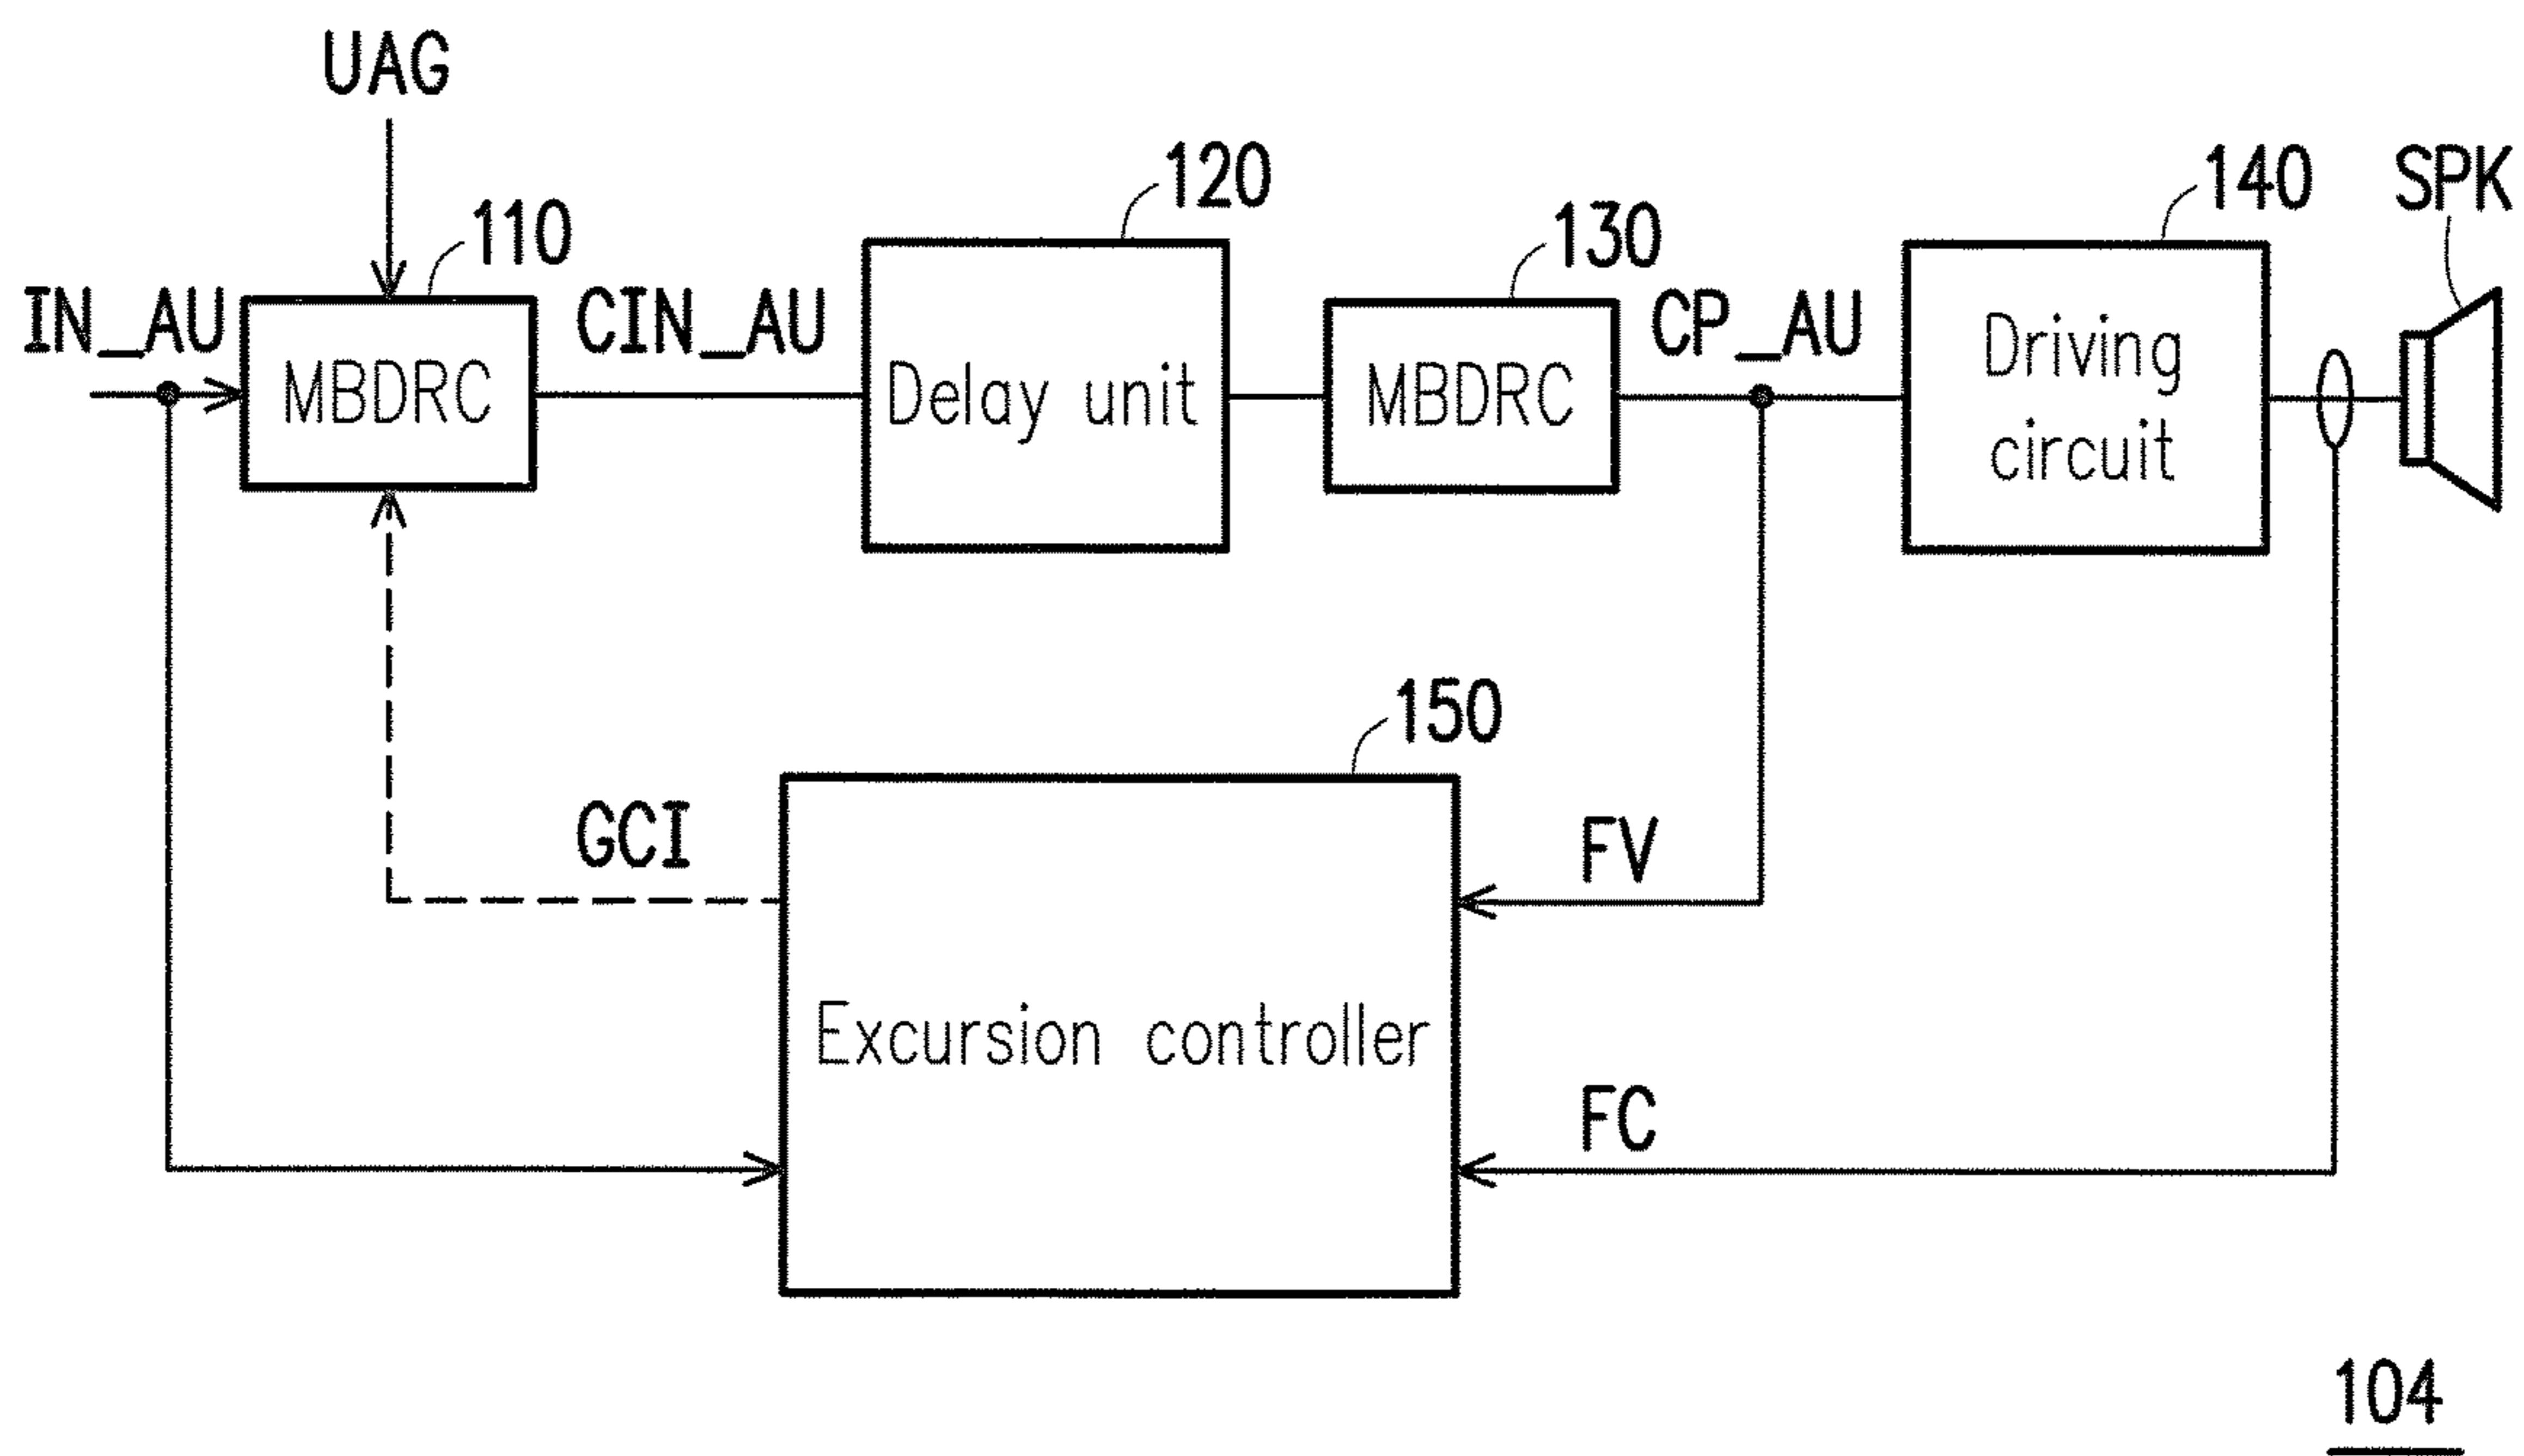 UAG
110
120
130
140
SPK
IN_AU
MBDRC
CIN_AU
Delay unit
MBDRC
CP_AU
Driving
circuit
150
GCI
FV
Excursion controller
FC
104